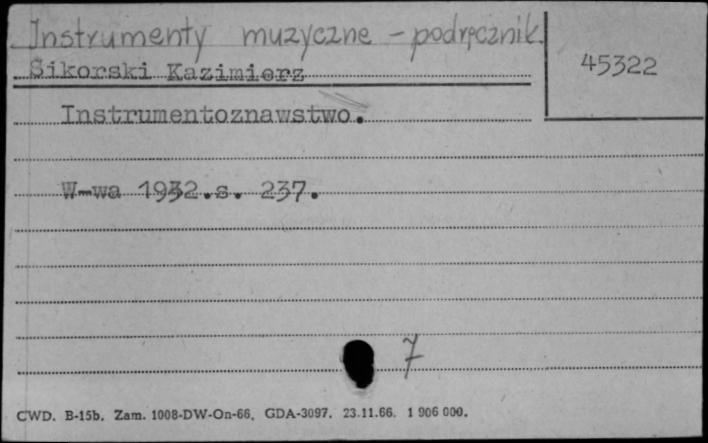 Instrumenty muzyczne - podręcznik.
45322
Sikorski Kazimierz
Instrumentoznawstwo.
W-wa 1932.s. 237.
7
CWD. B-15b. Zam. 1008-DW-On-66. GDA-3097. 23.11.66. 1 906 000.